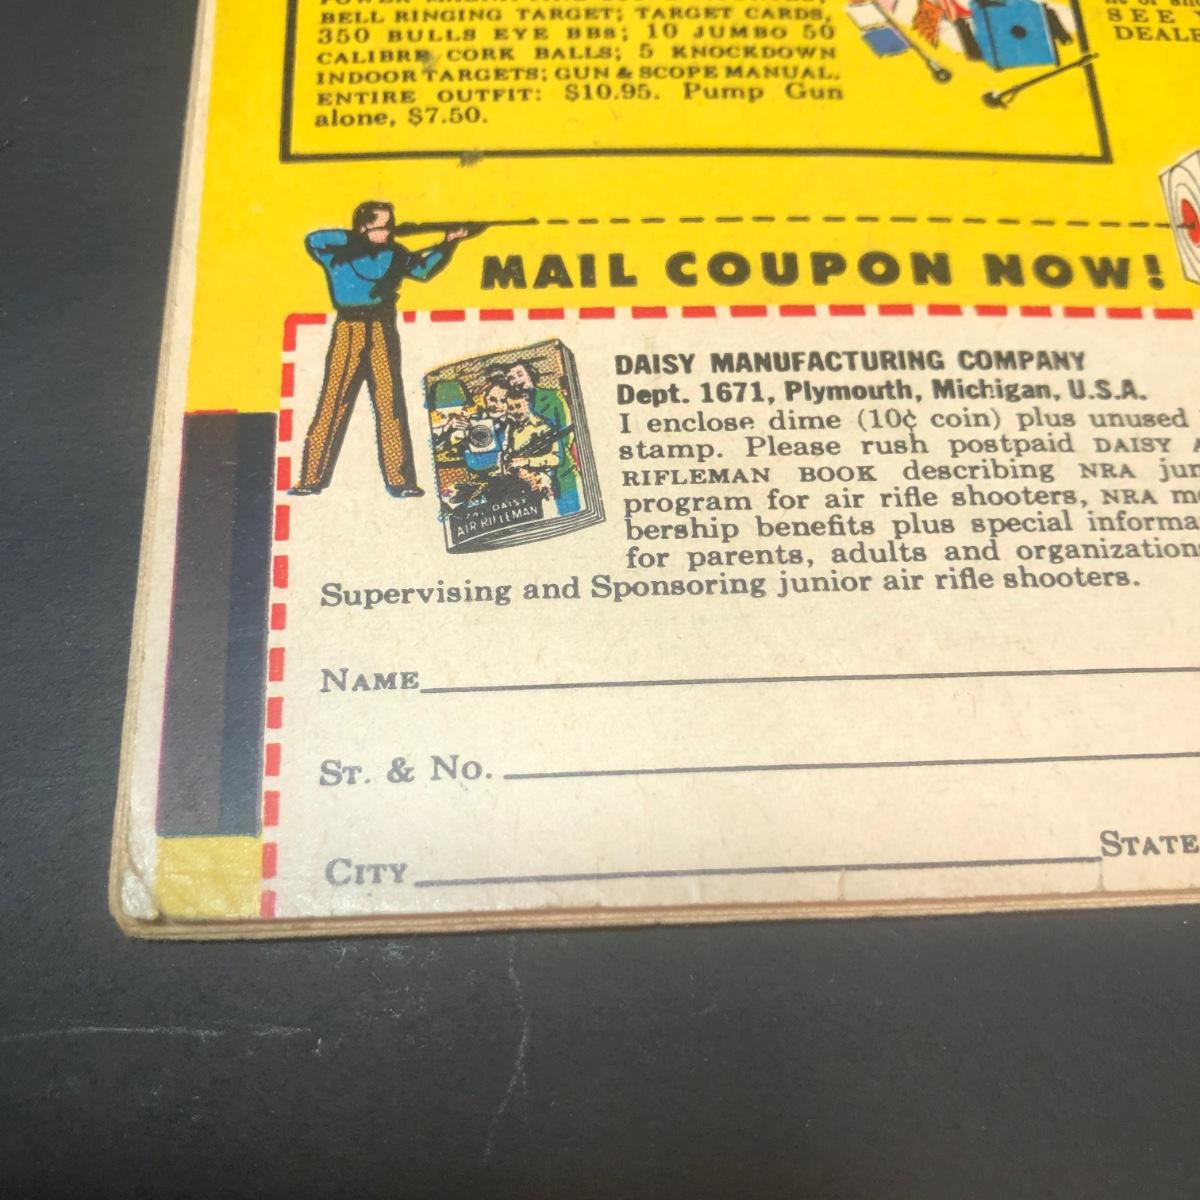 BELL RINGING TARGET; TARGET CARDS,
350 BULLS EYE BBs; 10 JUMBO 50
CALIBRE CORK BALLS; 5 KNOCKDOWN
INDOOR TARGETS; GUN & SCOPE MANUAL.
ENTIRE OUTFIT: $10.95. Pump Gun
alone, $7.50.
SEE
DEALE
MAIL COUPON NOW!
DAISY MANUFACTURING COMPANY
Dept. 1671, Plymouth, Michigan, U.S.A.
I enclose dime (10¢ coin) plus unused
stamp. Please rush postpaid DAISY A
RIFLEMAN BOOK describing NRA jun
program for air rifle shooters, NRA m
bership benefits plus special informa
for parents, adults and organizations
Supervising and Sponsoring junior air rifle shooters.
DAISY
AIR RIFLEMAN
NAME
ST. & NO.
CITY STATE